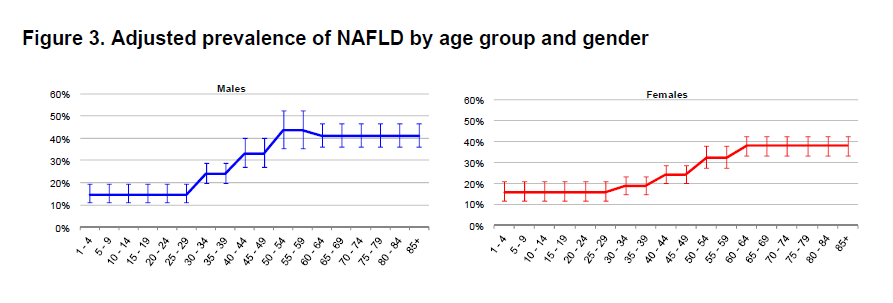 Figure 3. Adjusted prevalence of NAFLD by age group and gender
Males
60%
50%
40%
30%
20%
10%
0%
1 - 4
5 - 9
10 - 14
15 - 19
20 - 24
25 - 29
30 - 34
35 - 39
40 - 44
45 - 49
50 - 54
55 - 59
60 - 64
65 - 69
70 - 74
75 - 79
80 - 84
85+
Females
60%
50%
40%
30%
20%
10%
0%
1 - 4
5 - 9
10 - 14
15 - 19
20 - 24
25 - 29
30 - 34
35 - 39
40 - 44
45 - 49
50 - 54
55 - 59
60 - 64
65 - 69
70 - 74
75 - 79
80 - 84
85+